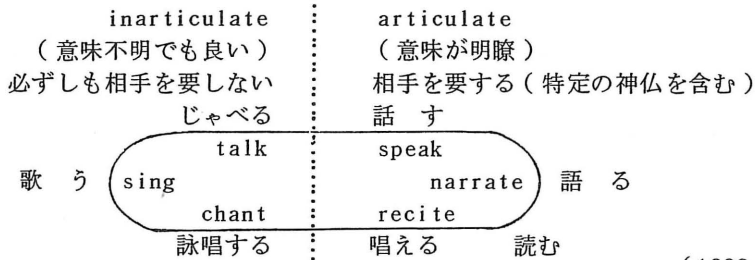 inarticulate articulate
(意味不明でも良い) (意味が明瞭)
必ずしも相手を要しない 相手を要する(特定の神仏を含む)
じゃべる 話す
talk speak
歌う sing narrate 語る
chant recite
詠唱する 唱える 読む